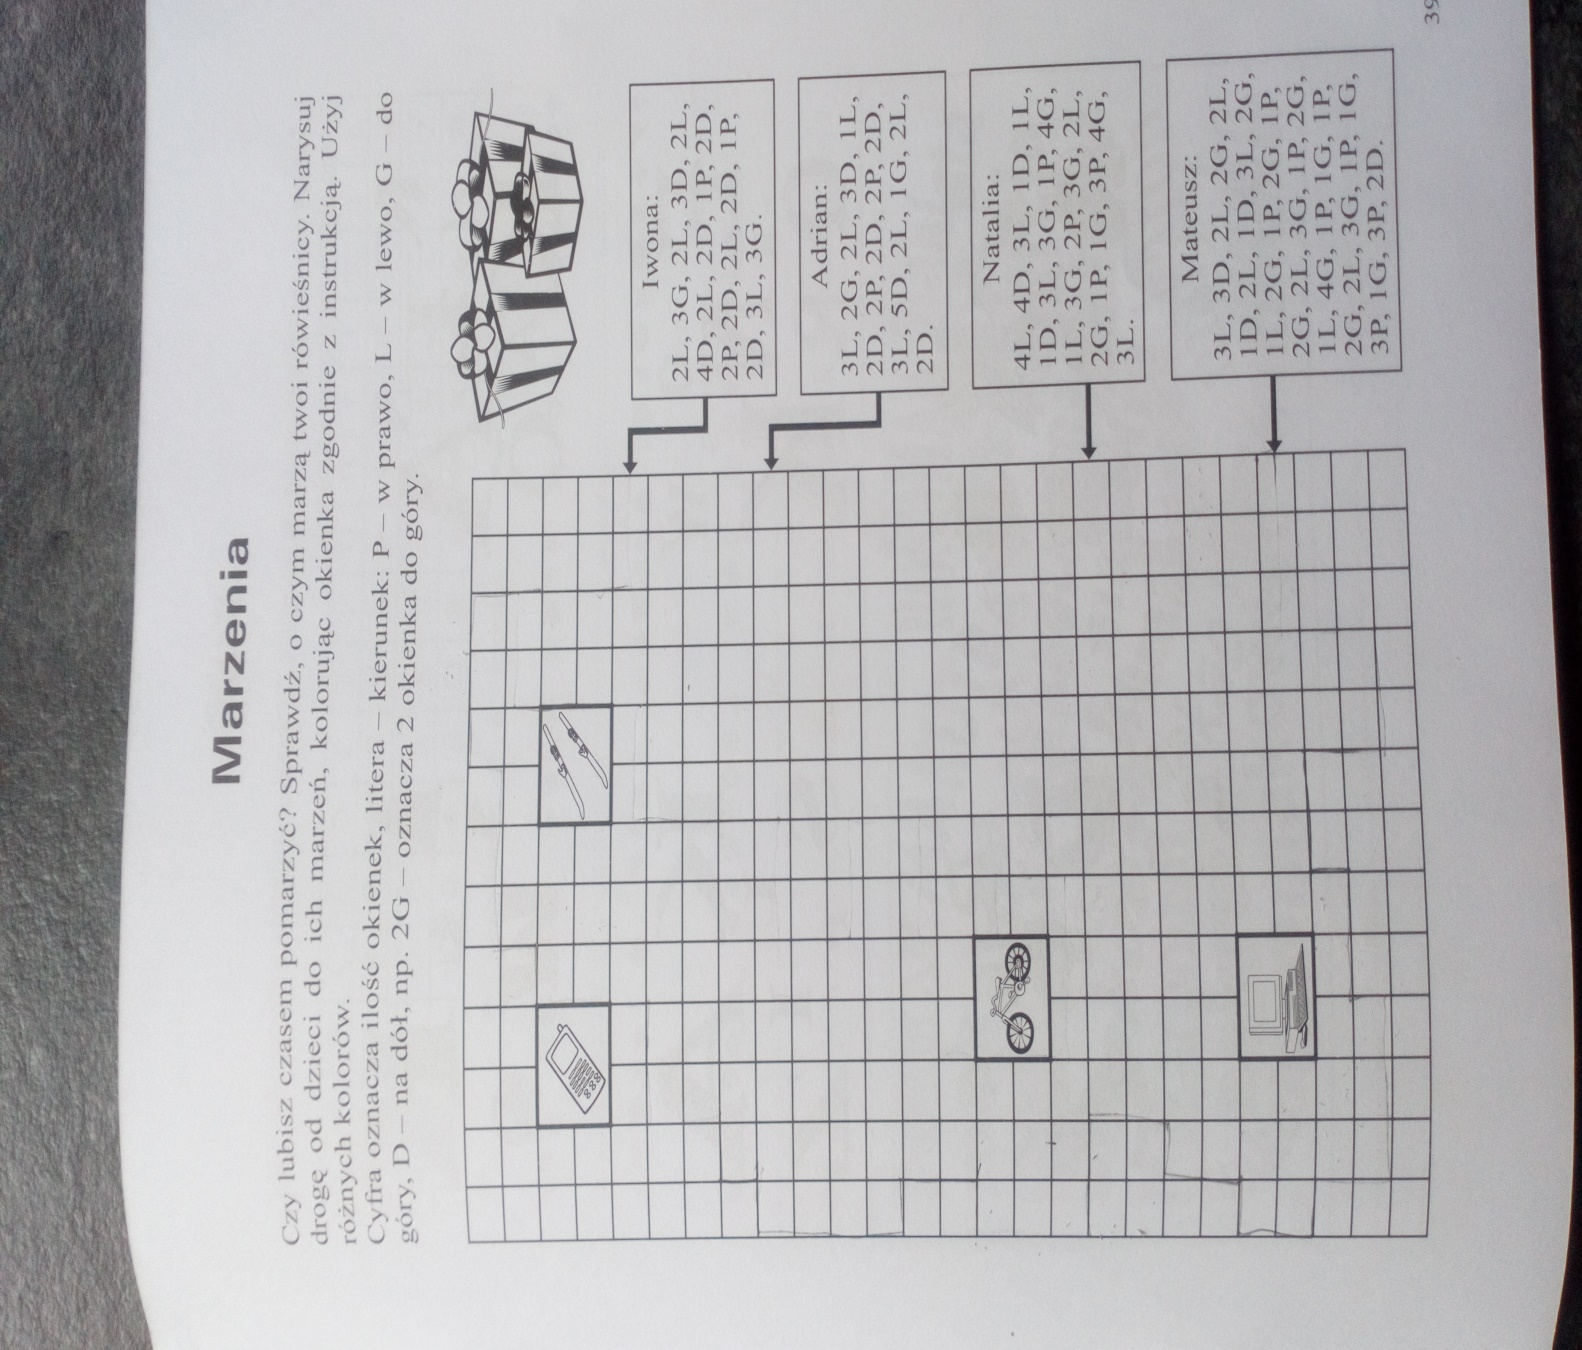 Marzenia
Czy lubisz czasem pomarzyć? Sprawdź, o czym marzą twoi rówieśnicy. Narysuj
drogę od dzieci do ich marzeń, kolorując okienka zgodnie z instrukcją. Użyj
różnych kolorów.
Cyfra oznacza ilość okienek, litera – kierunek: P – w prawo, L – w lewo, G – do
góry, D – na dół, np. 2G – oznacza 2 okienka do góry.
Iwona:
2L, 3G, 2L, 3D, 2L,
4D, 2L, 2D, 1P, 2D,
2P, 2D, 2L, 2D, 1P,
2D, 3L, 3G.
Adrian:
3L, 2G, 2L, 3D, 1L,
2D, 2P, 2D, 2P, 2D,
3L, 5D, 2L, 1G, 2L,
2D.
Natalia:
4L, 4D, 3L, 1D, 1L,
1D, 3L, 3G, 1P, 4G,
1L, 3G, 2P, 3G, 2L,
2G, 1P, 1G, 3P, 4G,
3L.
Mateusz:
3L, 3D, 2L, 2G, 2L,
1D, 2L, 1D, 3L, 2G,
1L, 2G, 1P, 2G, 1P,
2G, 2L, 3G, 1P, 2G,
1L, 4G, 1P, 1G, 1P,
2G, 2L, 3G, 1P, 1G,
3P, 1G, 3P, 2D.
39